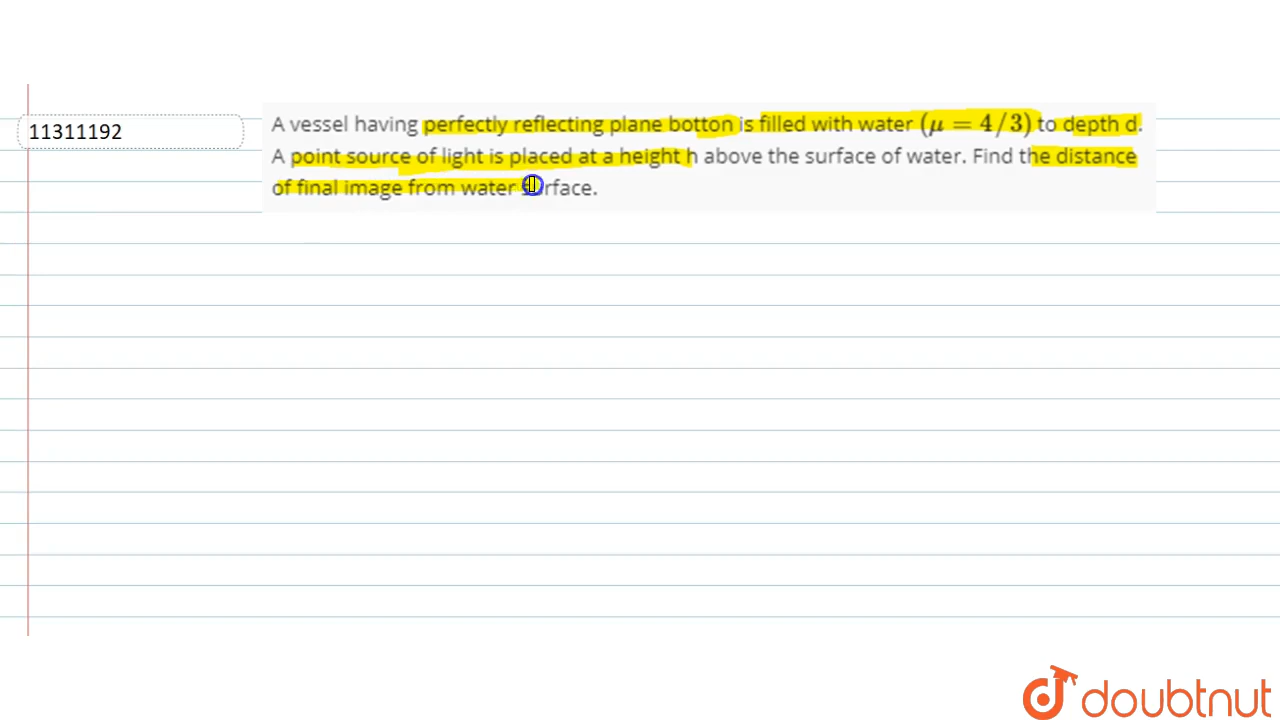 11311192
A vessel having perfectly reflecting plane botton is filled with water (μ = 4/3) to depth d.
A point source of light is placed at a height h above the surface of water. Find the distance
of final image from water surface.
doubtnut